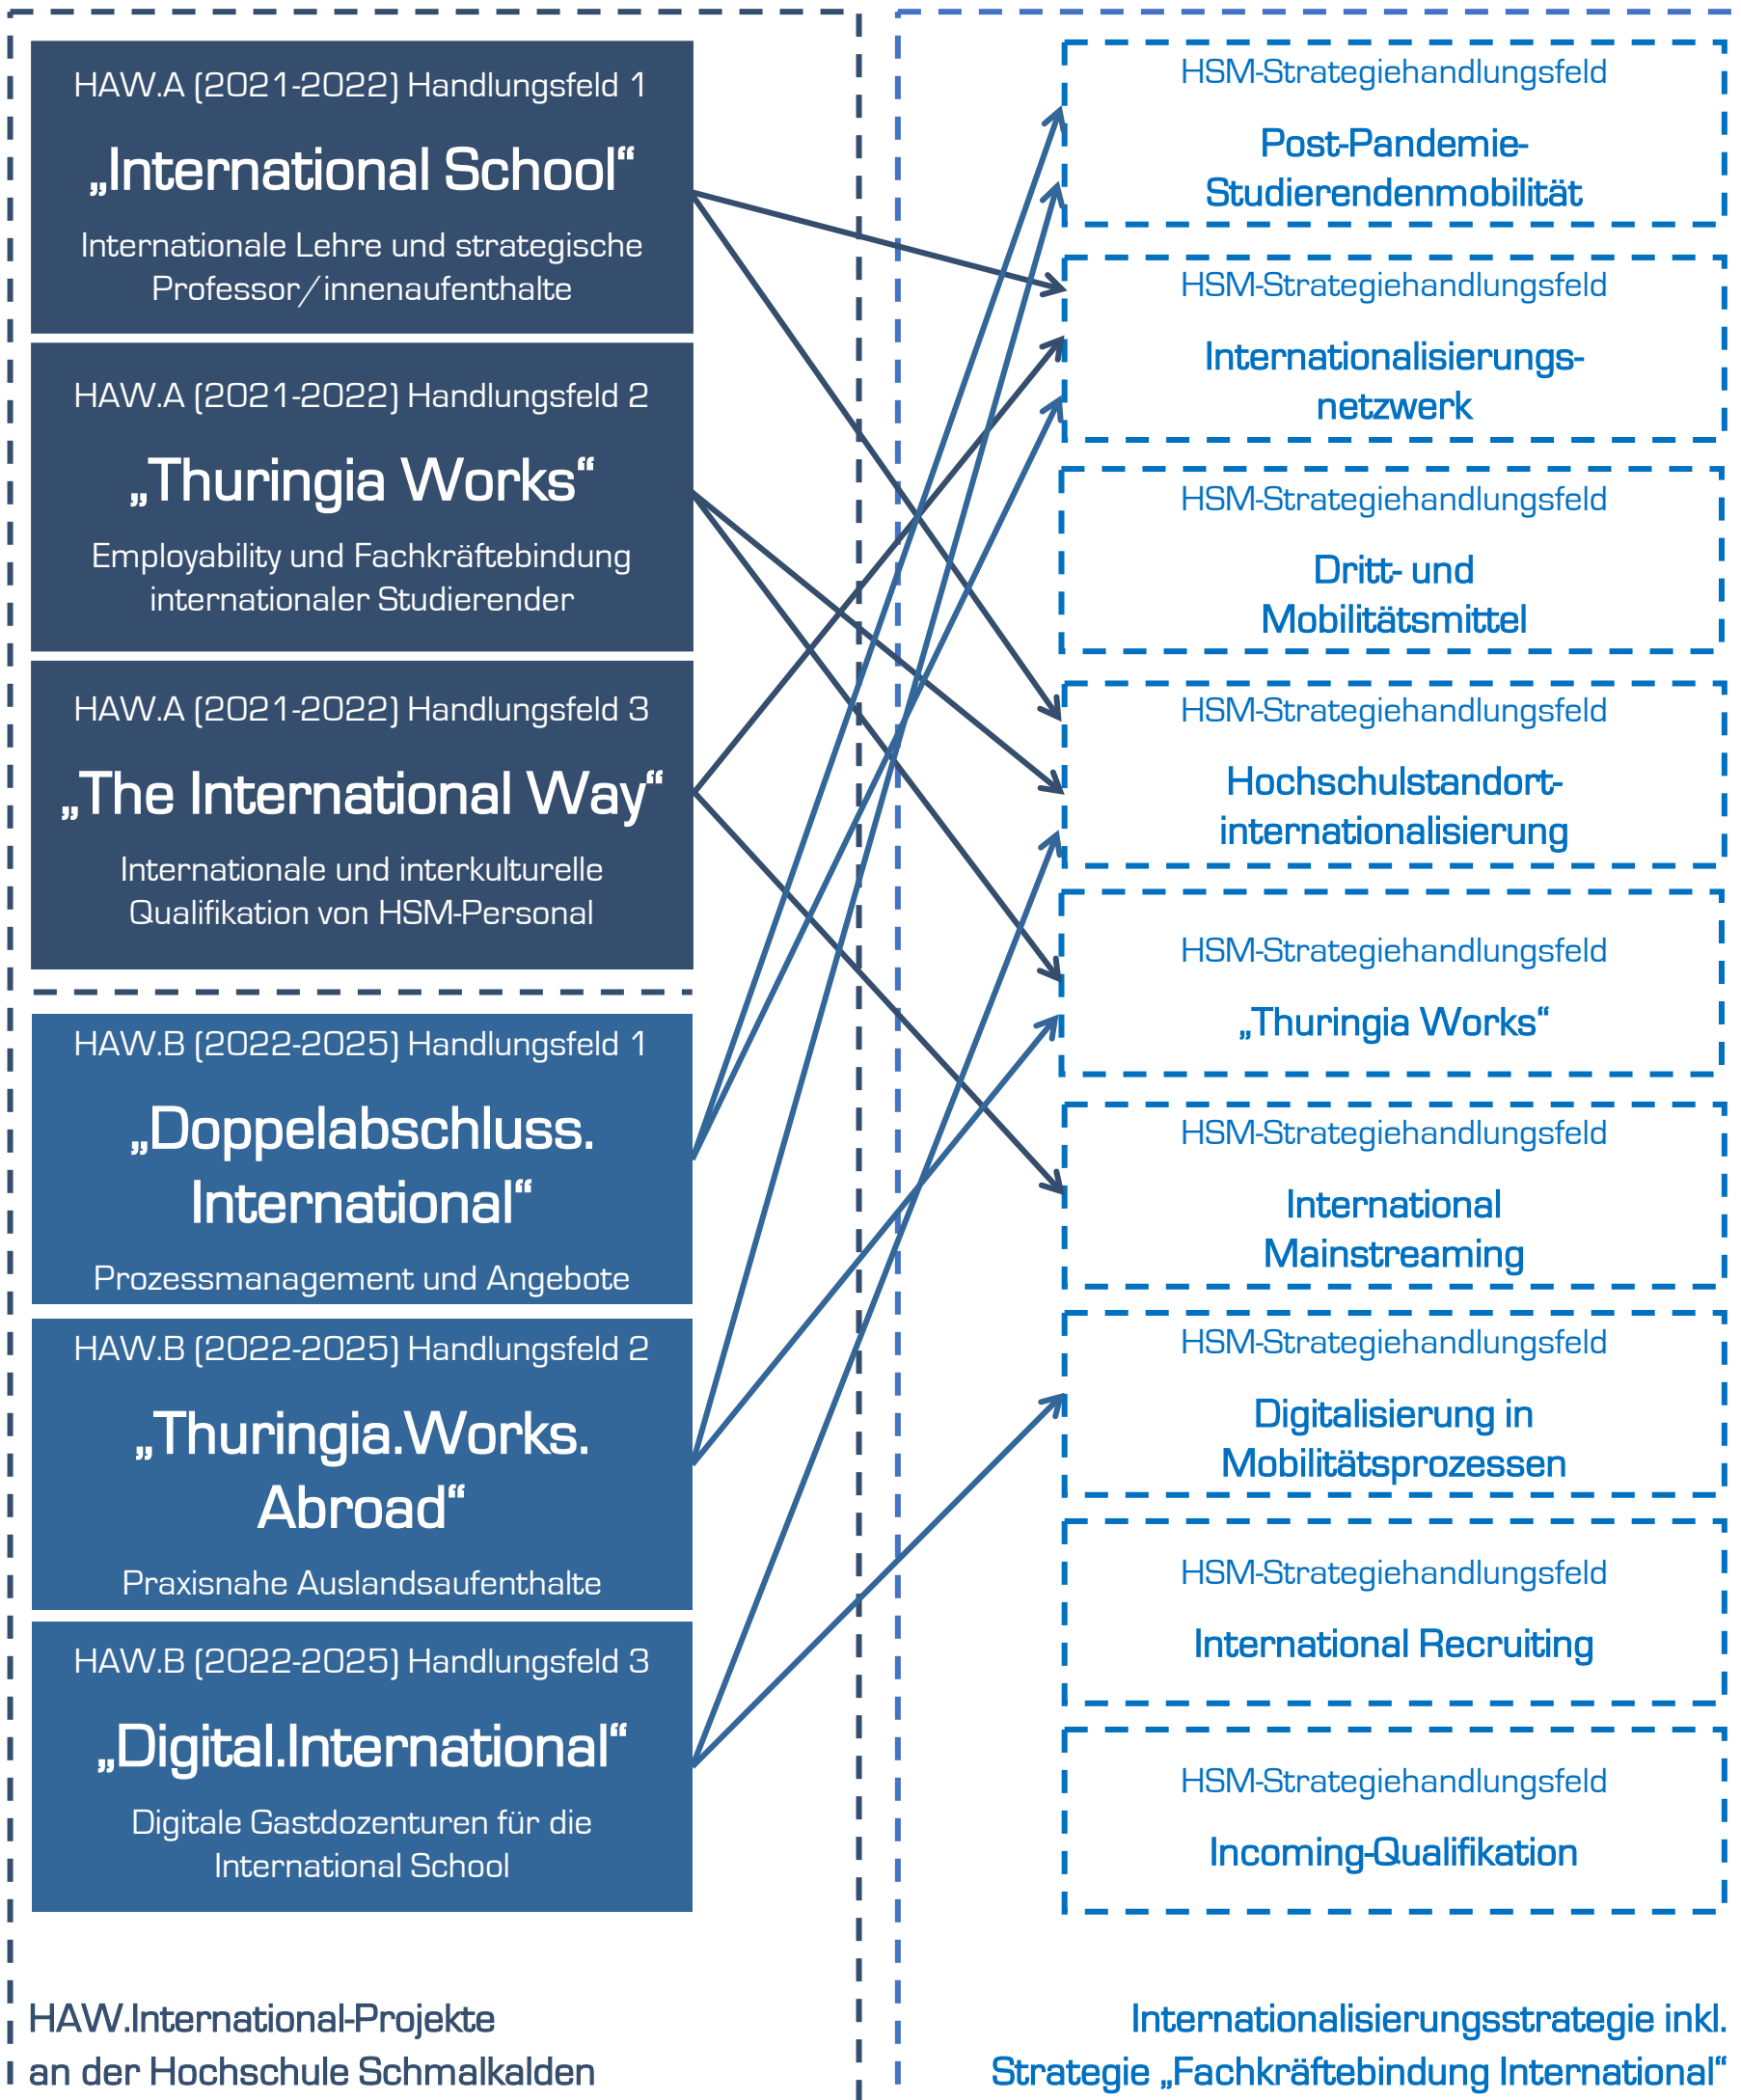 HAW.A (2021-2022) Handlungsfeld 1
„International School“
Internationale Lehre und strategische
Professor/innenaufenthalte
HAW.A (2021-2022) Handlungsfeld 2
„Thuringia Works“
Employability und Fachkräftebindung
internationaler Studierender
HAW.A (2021-2022) Handlungsfeld 3
„The International Way“
Internationale und interkulturelle
Qualifikation von HSM-Personal
HAW.B (2022-2025) Handlungsfeld 1
„Doppelabschluss.
International“
Prozessmanagement und Angebote
HAW.B (2022-2025) Handlungsfeld 2
„Thuringia.Works.
Abroad“
Praxisnahe Auslandsaufenthalte
HAW.B (2022-2025) Handlungsfeld 3
„Digital.International“
Digitale Gastdozenturen für die
International School
HAW.International-Projekte
an der Hochschule Schmalkalden
HSM-Strategiehandlungsfeld
Post-Pandemie-
Studierendenmobilität
HSM-Strategiehandlungsfeld
Internationalisierungs-
netzwerk
HSM-Strategiehandlungsfeld
Dritt- und
Mobilitätsmittel
HSM-Strategiehandlungsfeld
Hochschulstandort-
internationalisierung
HSM-Strategiehandlungsfeld
„Thuringia Works“
HSM-Strategiehandlungsfeld
International
Mainstreaming
HSM-Strategiehandlungsfeld
Digitalisierung in
Mobilitätsprozessen
HSM-Strategiehandlungsfeld
International Recruiting
HSM-Strategiehandlungsfeld
Incoming-Qualifikation
Internationalisierungsstrategie inkl.
Strategie „Fachkräftebindung International“